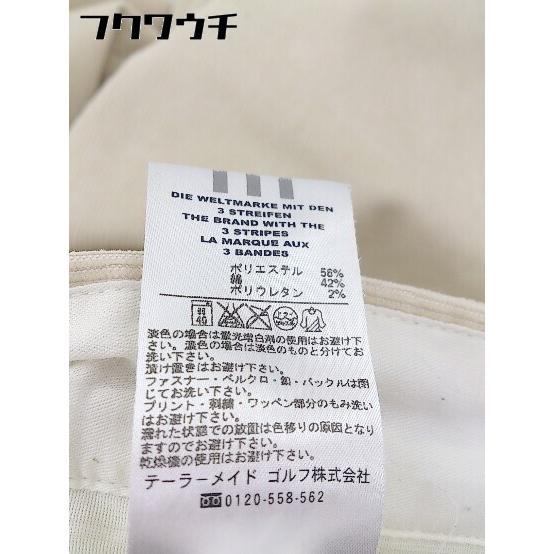 フクワウチ
DIE WELTMARKE MIT DEN
3 STREIFEN
THE BRAND WITH THE
3 STRIPES
LA MARQUE AUX
3 BANDES
ポリエステル 56%
綿 42%
ポリウレタン 2%
弱
40
淡色の場合は蛍光増白剤の使用はお避け下
さい。濃色の場合は淡色のものと分けてお
洗い下さい。
漬け置きはお避け下さい。
ファスナー・ベルクロ・釦・バックルは閉
じてお洗い下さい。
プリント・刺繍・ワッペン部分のもみ洗い
はお避け下さい。
濡れた状態での放置は色移りの原因となり
ますのでお避け下さい。
乾燥機の使用はお避け下さい。
テーラーメイド ゴルフ株式会社
0120-558-562